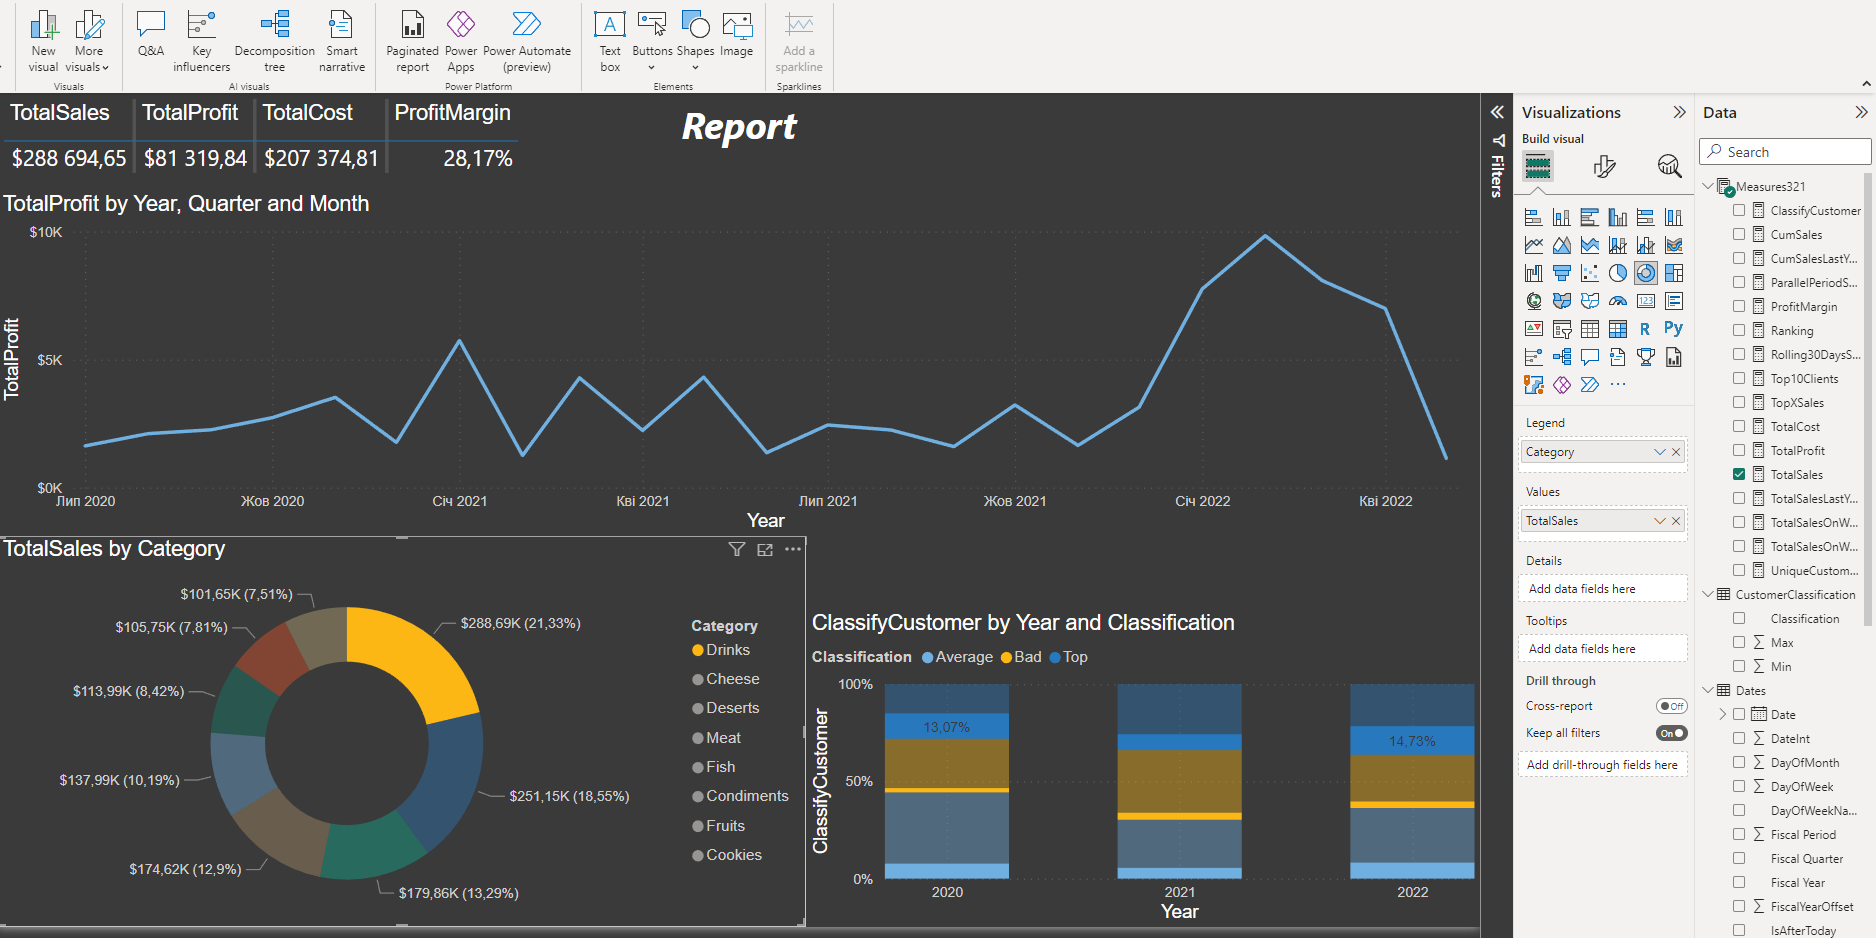 New visual
More visuals
Visuals
Q&A
Key influencers
Decomposition tree
Smart narrative
AI visuals
Paginated report
Power Apps
Power Automate (preview)
Power Platform
Text box
Buttons
Shapes
Image
Elements
Add a sparkline
Sparklines
TotalSales TotalProfit TotalCost ProfitMargin
$288 694,65 $81 319,84 $207 374,81 28,17%
Report
TotalProfit by Year, Quarter and Month
TotalProfit
$10K
$5K
$0K
Лип 2020 Жов 2020 Січ 2021 Кві 2021 Лип 2021 Жов 2021 Січ 2022 Кві 2022
Year
TotalSales by Category
$101,65K (7,51%)
$105,75K (7,81%)
$113,99K (8,42%)
$137,99K (10,19%)
$174,62K (12,9%)
$288,69K (21,33%)
$251,15K (18,55%)
$179,86K (13,29%)
Category
Drinks
Cheese
Deserts
Meat
Fish
Condiments
Fruits
Cookies
ClassifyCustomer by Year and Classification
Classification Average Bad Top
ClassifyCustomer
100%
50%
0%
13,07%
14,73%
2020 2021 2022
Year
Filters
Visualizations
Build visual
123
R
Py
Legend
Category
Values
TotalSales
Details
Add data fields here
Tooltips
Add data fields here
Drill through
Cross-report Off
Keep all filters On
Add drill-through fields here
Data
Search
Measures321
ClassifyCustomer
CumSales
CumSalesLastY...
ParallelPeriodS...
ProfitMargin
Ranking
Rolling30DaysS...
Top10Clients
TopXSales
TotalCost
TotalProfit
TotalSales
TotalSalesLastY...
TotalSalesOnW...
TotalSalesOnW...
UniqueCustom...
CustomerClassification
Classification
Max
Min
Dates
Date
DateInt
DayOfMonth
DayOfWeek
DayOfWeekNa...
Fiscal Period
Fiscal Quarter
Fiscal Year
FiscalYearOffset
IsAfterToday